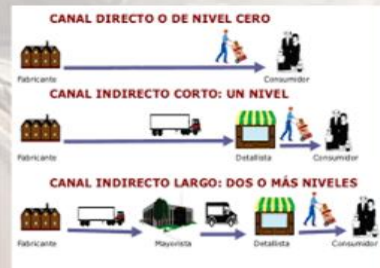 CANAL DIRECTO O DE NIVEL CERO
Fabricante Consumidor
CANAL INDIRECTO CORTO: UN NIVEL
Fabricante Detallista Consumidor
CANAL INDIRECTO LARGO: DOS O MÁS NIVELES
Fabricante Mayorista Detallista Consumidor